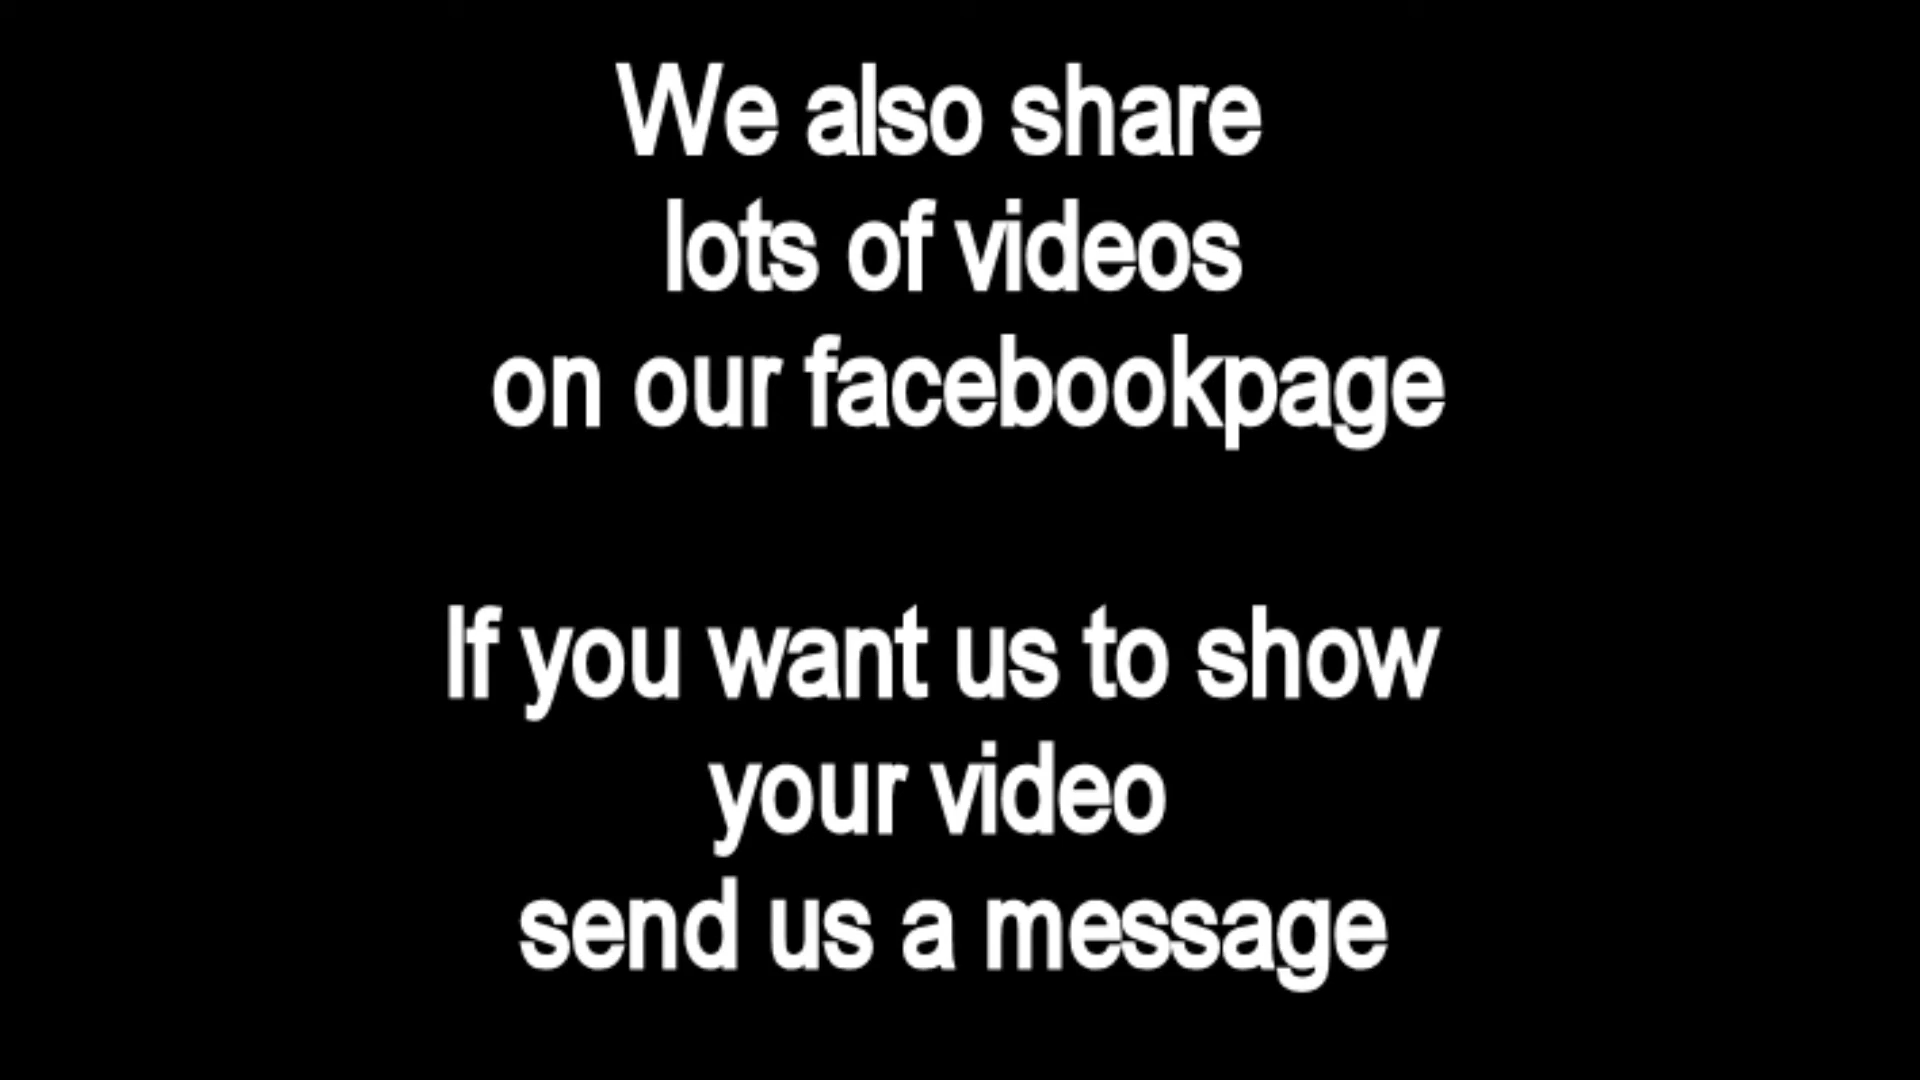 We also share
lots of videos
on our facebookpage
If you want us to show
your video
send us a message